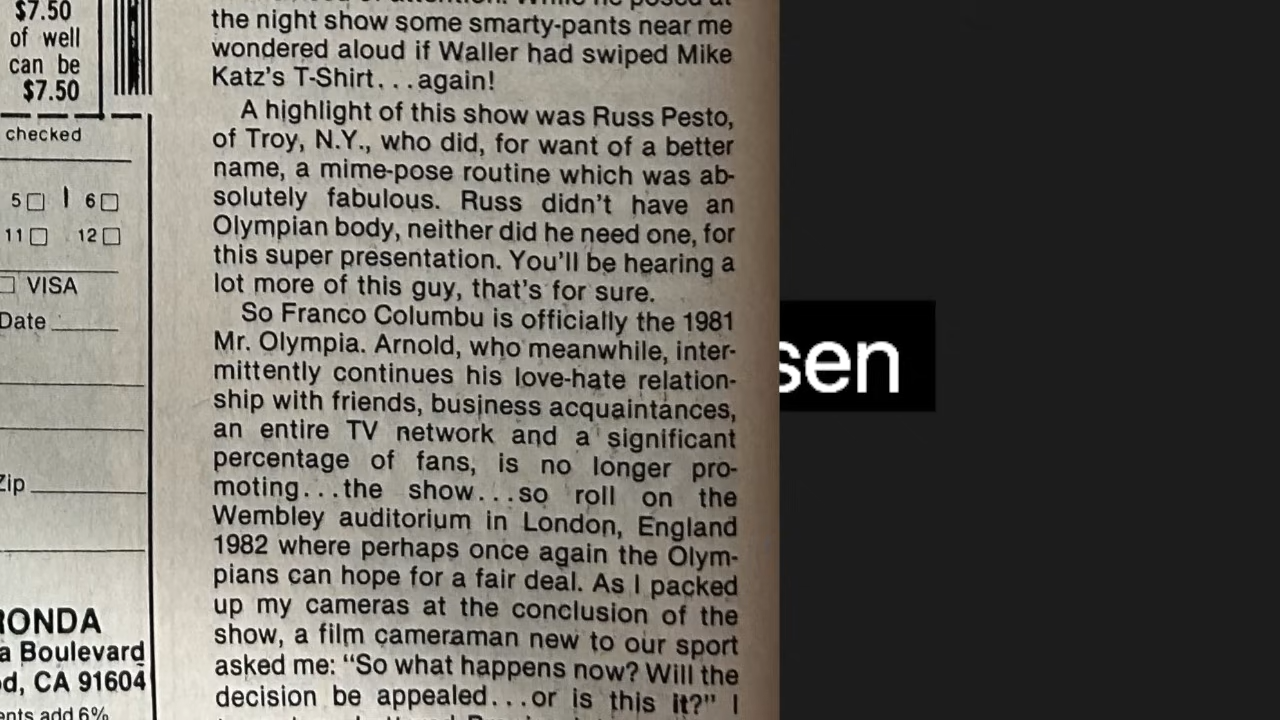 $7.50
of well
can be
$7.50
checked
5 6
11 12
VISA
Date
Zip
Boulevard
CA 91604
add 6%
the night show some smarty-pants near me
wondered aloud if Waller had swiped Mike
Katz's T-Shirt...again!
A highlight of this show was Russ Pesto,
of Troy, N.Y., who did, for want of a better
name, a mime-pose routine which was ab-
solutely fabulous. Russ didn't have an
Olympian body, neither did he need one, for
this super presentation. You'll be hearing a
lot more of this guy, that's for sure.
So Franco Columbu is officially the 1981
Mr. Olympia. Arnold, who meanwhile, inter-
mittently continues his love-hate relation-
ship with friends, business acquaintances,
an entire TV network and a significant
percentage of fans, is no longer pro-
moting...the show...so roll on the
Wembley auditorium in London, England
1982 where perhaps once again the Olym-
pians can hope for a fair deal. As I packed
up my cameras at the conclusion of the
show, a film cameraman new to our sport
asked me: "So what happens now? Will the
decision be appealed...or is this it?" I
sen